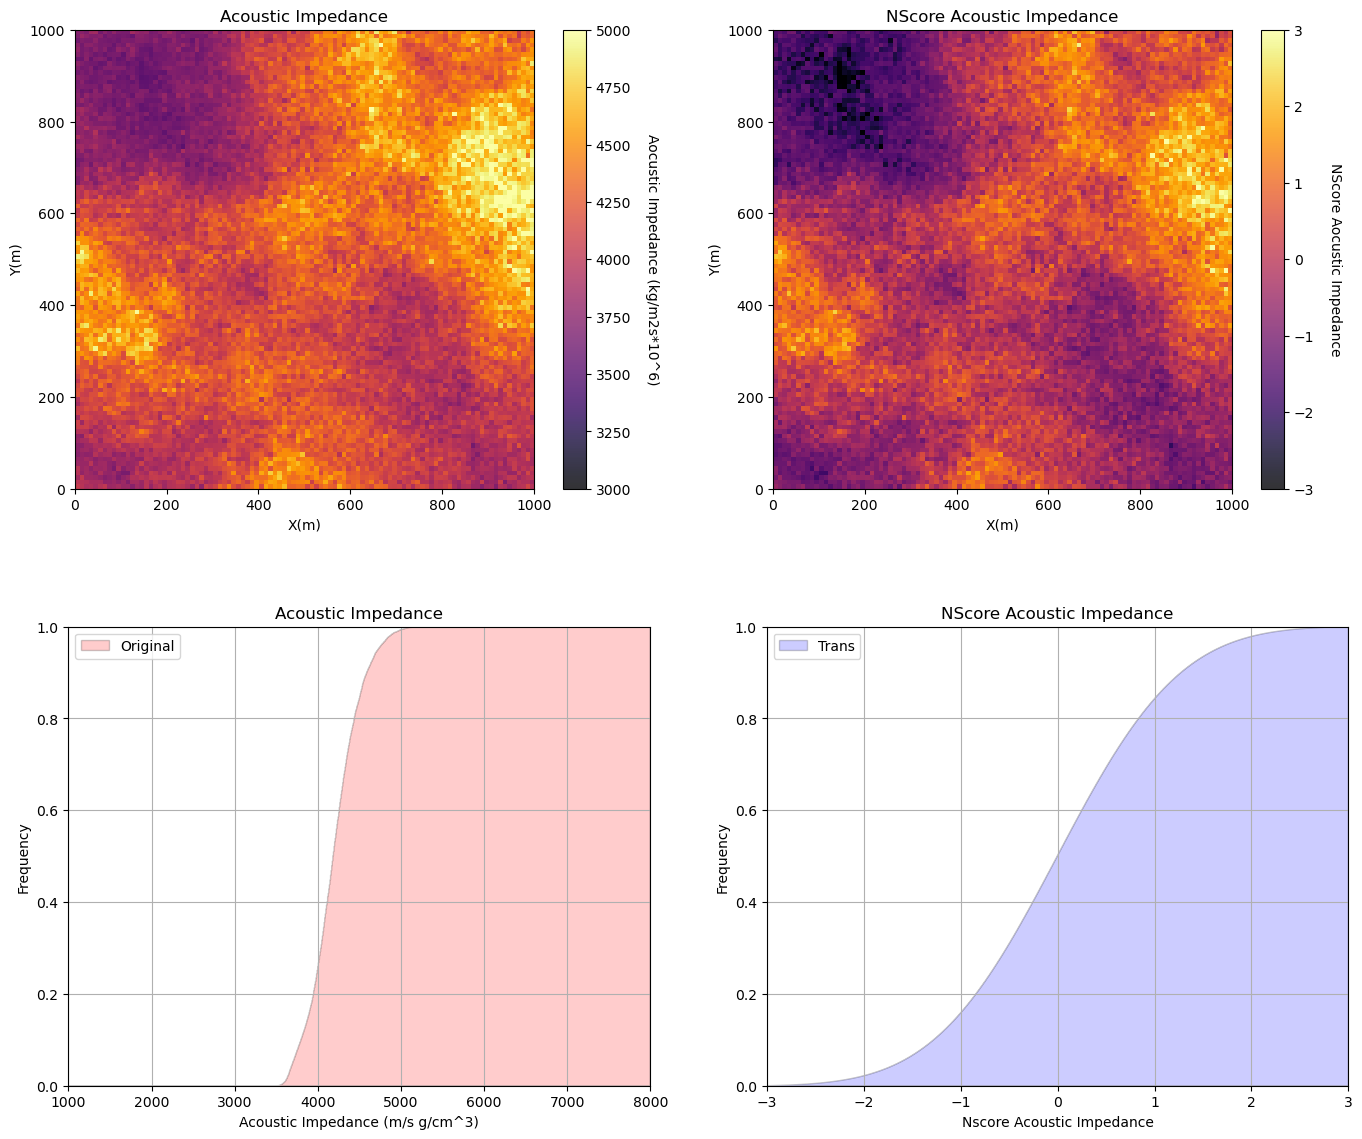 Acoustic Impedance
1000
800
600
400
200
0
Y(m)
0 200 400 600 800 1000
X(m)
5000
4750
4500
4250
4000
3750
3500
3250
3000
Aocustic Impedance (kg/m2s*10^6)
NScore Acoustic Impedance
1000
800
600
400
200
0
Y(m)
0 200 400 600 800 1000
X(m)
3
2
1
0
−1
−2
−3
NScore Aocustic Impedance
Acoustic Impedance
Original
1.0
0.8
0.6
0.4
0.2
0.0
Frequency
1000 2000 3000 4000 5000 6000 7000 8000
Acoustic Impedance (m/s g/cm^3)
NScore Acoustic Impedance
Trans
1.0
0.8
0.6
0.4
0.2
0.0
Frequency
−3 −2 −1 0 1 2 3
Nscore Acoustic Impedance